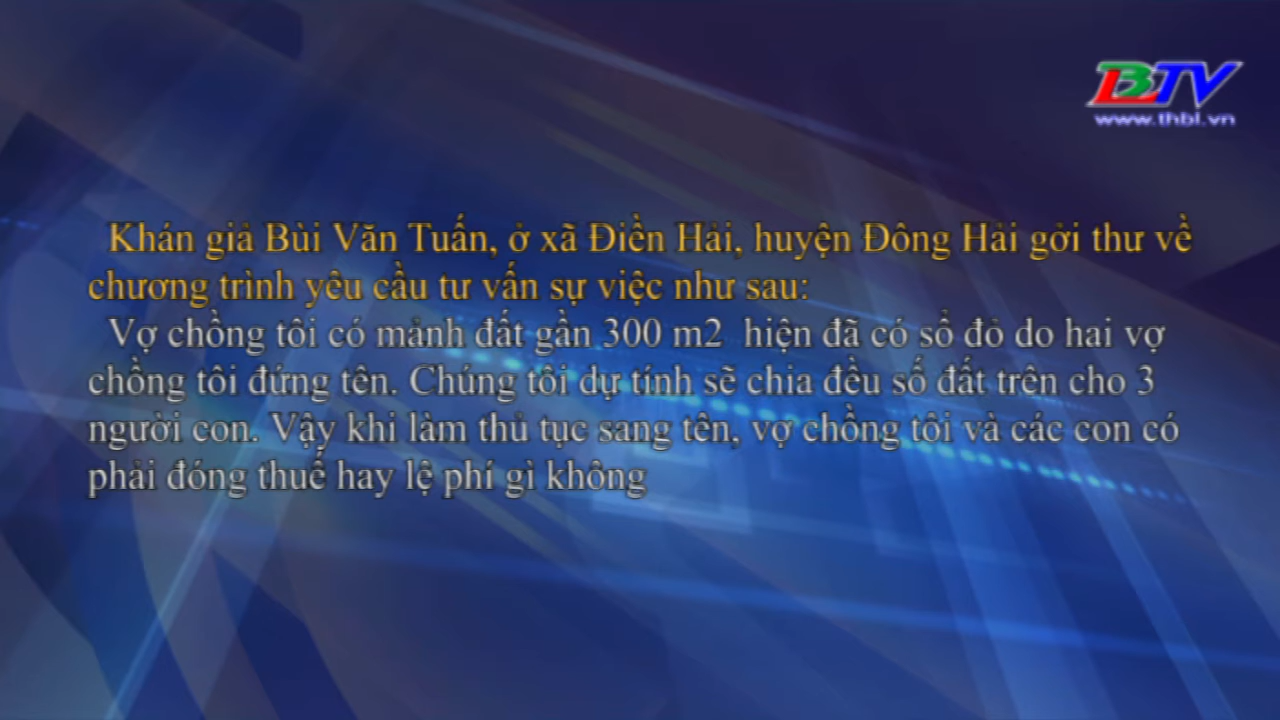 BTV
www.thbl.vn
Khán giả Bùi Văn Tuấn, ở xã Điền Hải, huyện Đông Hải gởi thư về
chương trình yêu cầu tư vấn sự việc như sau:
Vợ chồng tôi có mảnh đất gần 300 m2 hiện đã có sổ đỏ do hai vợ
chồng tôi đứng tên. Chúng tôi dự tính sẽ chia đều số đất trên cho 3
người con. Vậy khi làm thủ tục sang tên, vợ chồng tôi và các con có
phải đóng thuế hay lệ phí gì không